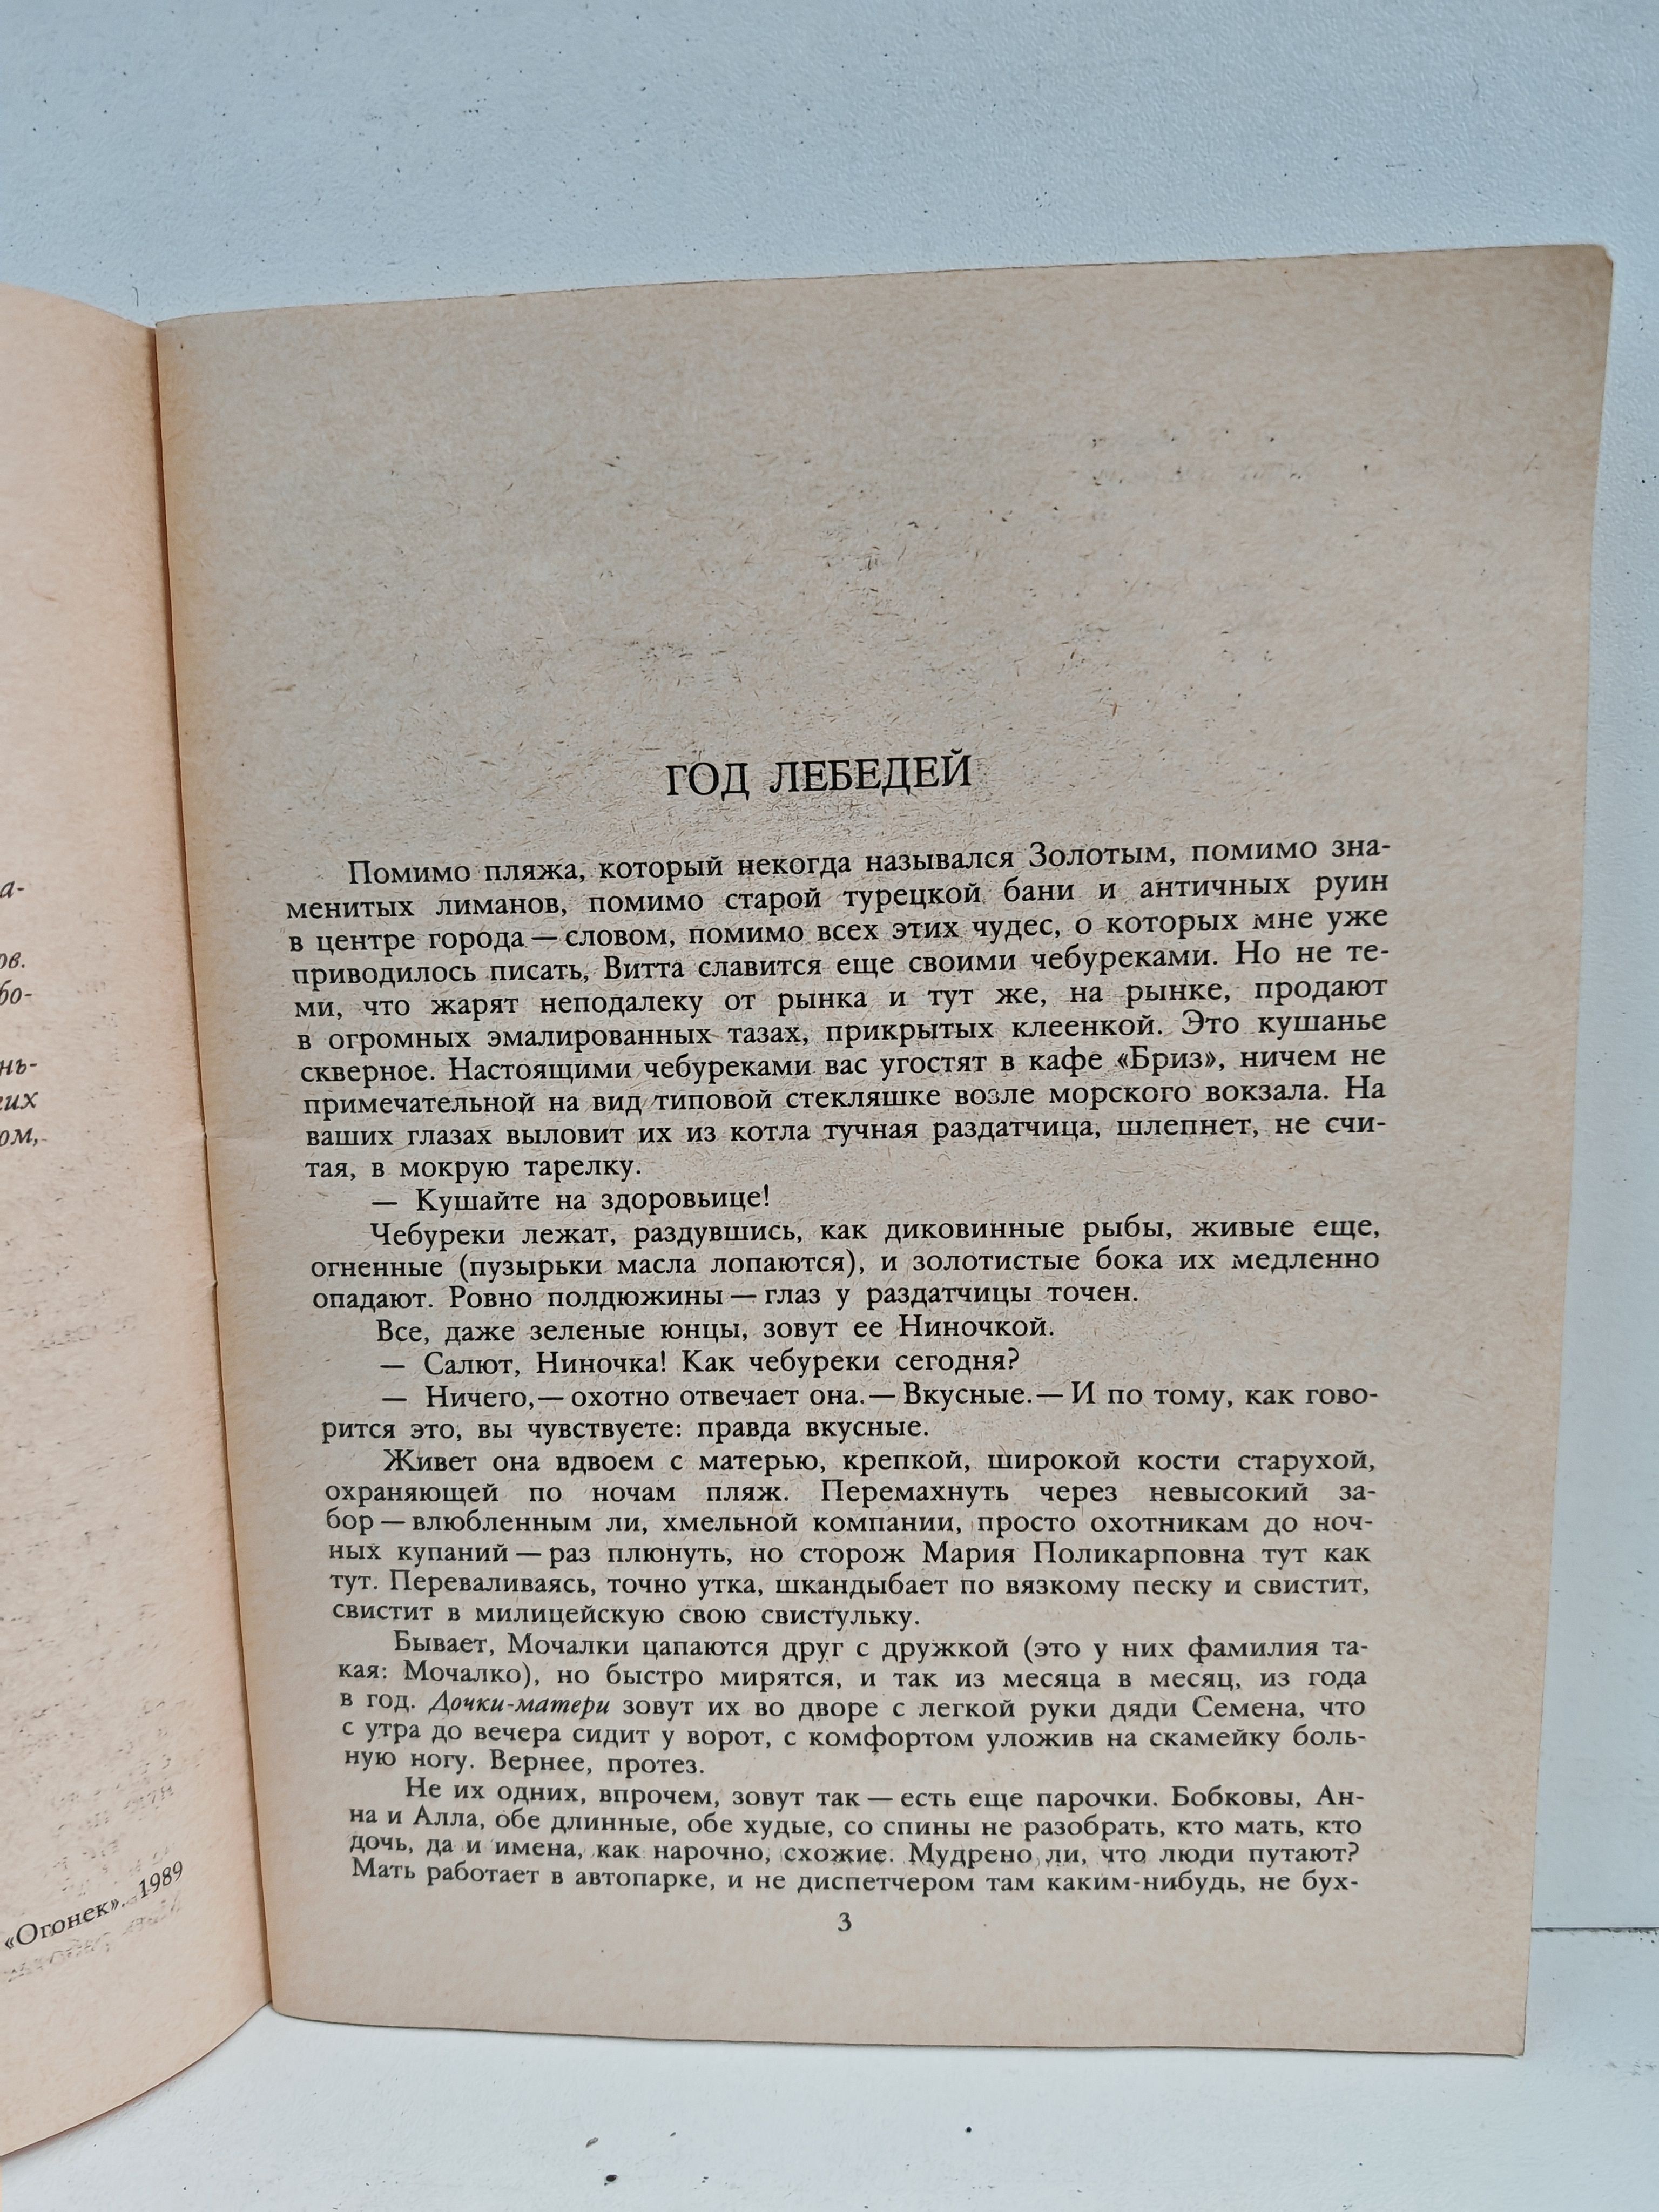 а-
ов.
бо-
нь-
ких
ом,
«Огонек». 1989
ГОД ЛЕБЕДЕЙ
Помимо пляжа, который некогда назывался Золотым, помимо зна-
менитых лиманов, помимо старой турецкой бани и античных руин
в центре города — словом, помимо всех этих чудес, о которых мне уже
приводилось писать, Витта славится еще своими чебуреками. Но не те-
ми, что жарят неподалеку от рынка и тут же, на рынке, продают
в огромных эмалированных тазах, прикрытых клеенкой. Это кушанье
скверное. Настоящими чебуреками вас угостят в кафе «Бриз», ничем не
примечательной на вид типовой стекляшке возле морского вокзала. На
ваших глазах выловит их из котла тучная раздатчица, шлепнет, не счи-
тая, в мокрую тарелку.
— Кушайте на здоровьице!
Чебуреки лежат, раздувшись, как диковинные рыбы, живые еще,
огненные (пузырьки масла лопаются), и золотистые бока их медленно
опадают. Ровно полдюжины — глаз у раздатчицы точен.
Все, даже зеленые юнцы, зовут ее Ниночкой.
— Салют, Ниночка! Как чебуреки сегодня?
— Ничего, — охотно отвечает она. — Вкусные. — И по тому, как гово-
рится это, вы чувствуете: правда вкусные.
Живет она вдвоем с матерью, крепкой, широкой кости старухой,
охраняющей по ночам пляж. Перемахнуть через невысокий за-
бор — влюбленным ли, хмельной компании, просто охотникам до ноч-
ных купаний — раз плюнуть, но сторож Мария Поликарповна тут как
тут. Переваливаясь, точно утка, шкандыбает по вязкому песку и свистит,
свистит в милицейскую свою свистульку.
Бывает, Мочалки цапаются друг с дружкой (это у них фамилия та-
кая: Мочалко), но быстро мирятся, и так из месяца в месяц, из года
в год. Дочки-матери зовут их во дворе с легкой руки дяди Семена, что
с утра до вечера сидит у ворот, с комфортом уложив на скамейку боль-
ную ногу. Вернее, протез.
Не их одних, впрочем, зовут так — есть еще парочки. Бобковы, Ан-
на и Алла, обе длинные, обе худые, со спины не разобрать, кто мать, кто
дочь, да и имена, как нарочно, схожие. Мудрено ли, что люди путают?
Мать работает в автопарке, и не диспетчером там каким-нибудь, не бух-
3